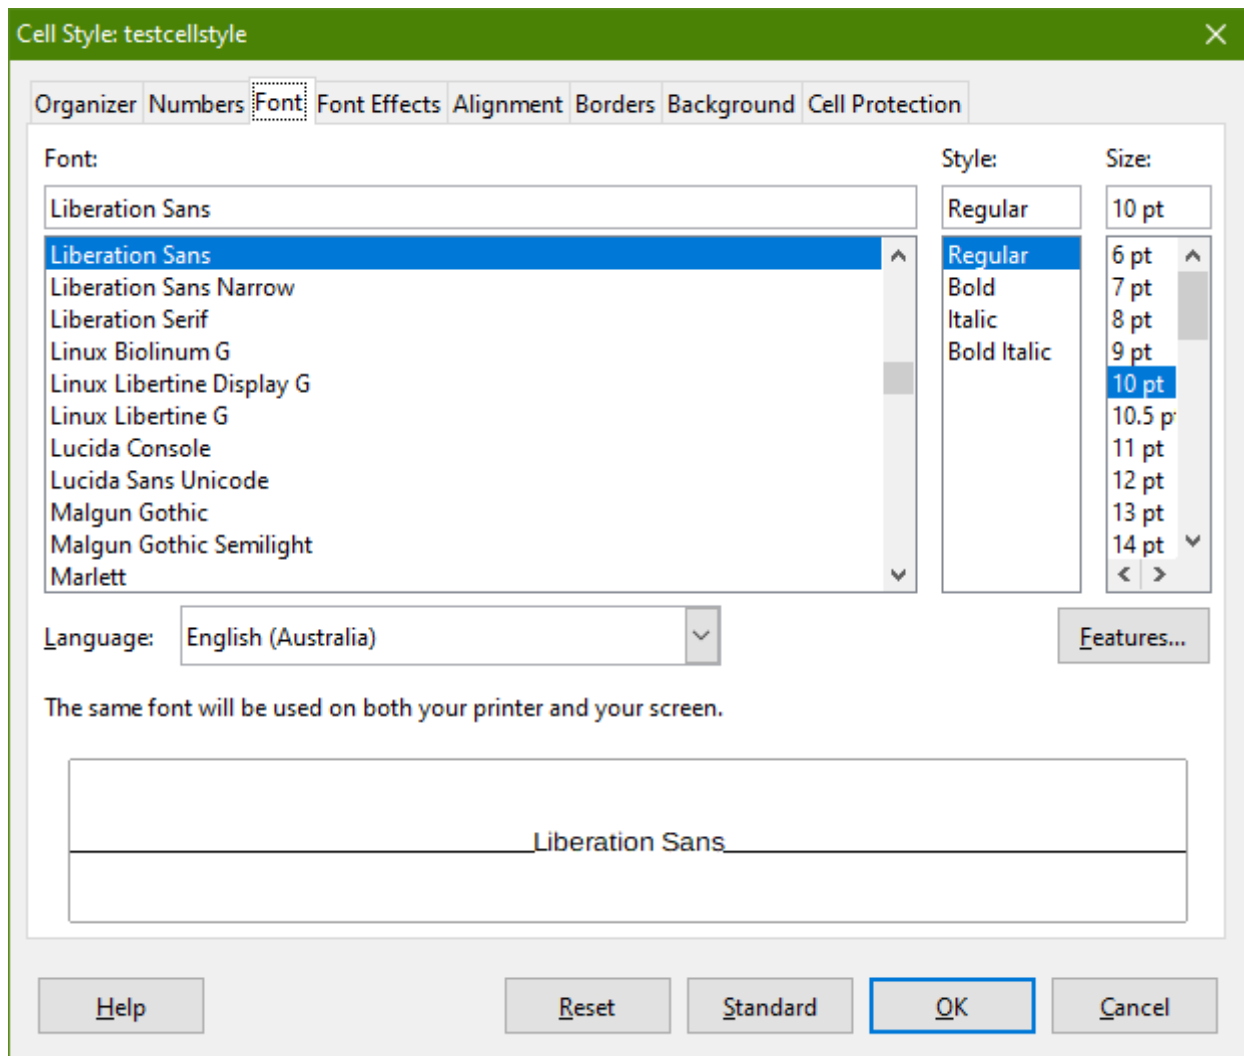 Cell Style: testcellstyle
Organizer Numbers Font Font Effects Alignment Borders Background Cell Protection
Font: Style: Size:
Liberation Sans Regular 10 pt
Liberation Sans Regular 6 pt
Liberation Sans Narrow Bold 7 pt
Liberation Serif Italic 8 pt
Linux Biolinum G Bold Italic 9 pt
Linux Libertine Display G 10 pt
Linux Libertine G 10.5 p
Lucida Console 11 pt
Lucida Sans Unicode 12 pt
Malgun Gothic 13 pt
Malgun Gothic Semilight 14 pt
Marlett
Language: English (Australia) Features...
The same font will be used on both your printer and your screen.
Liberation Sans
Help Reset Standard OK Cancel